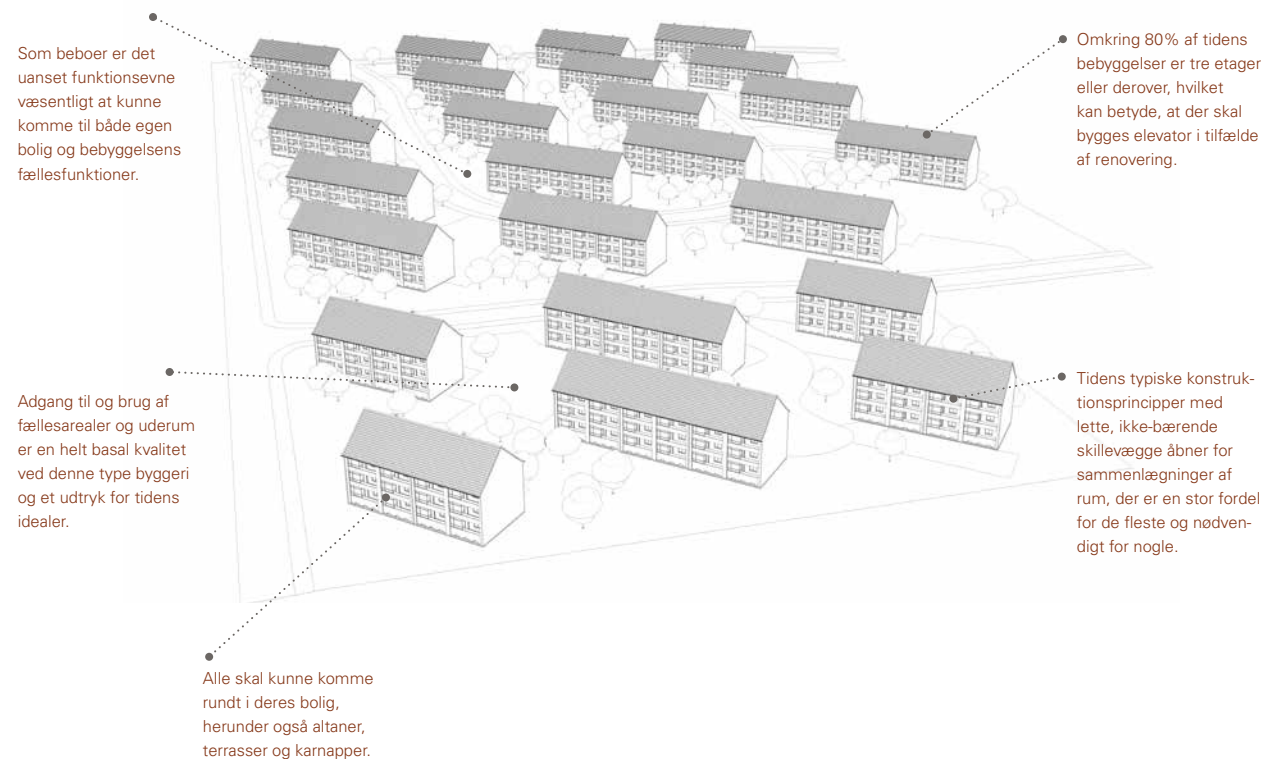 Som beboer er det
uanset funktionsevne
væsentligt at kunne
komme til både egen
bolig og bebyggelsens
fællesfunktioner.
Omkring 80% af tidens
bebyggelser er tre etager
eller derover, hvilket
kan betyde, at der skal
bygges elevator i tilfælde
af renovering.
Adgang til og brug af
fællesarealer og uderum
er en helt basal kvalitet
ved denne type byggeri
og et udtryk for tidens
idealer.
Tidens typiske konstruk-
tionsprincipper med
lette, ikke-bærende
skillevægge åbner for
sammenlægninger af
rum, der er en stor fordel
for de fleste og nødven-
digt for nogle.
Alle skal kunne komme
rundt i deres bolig,
herunder også altaner,
terrasser og karnapper.